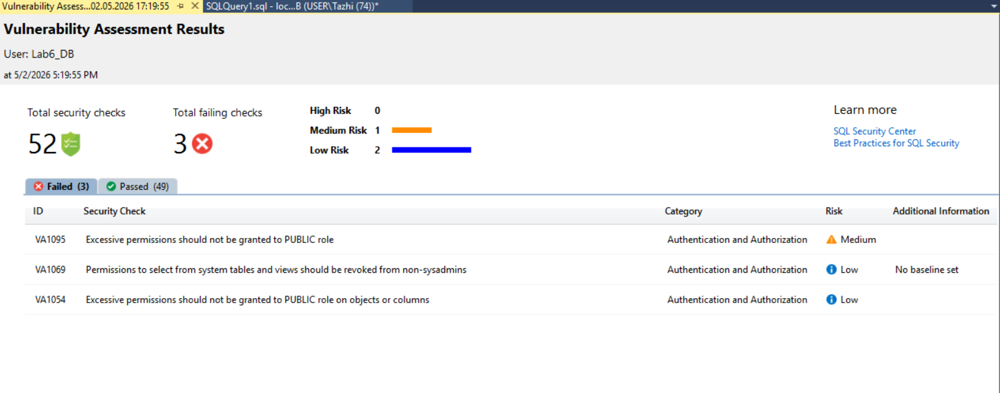 Vulnerability Assess...02.05.2026 17:19:55
SQLQuery1.sql - loc...B (USER\Tazhi (74))*
Vulnerability Assessment Results
User: Lab6_DB
at 5/2/2026 5:19:55 PM
Total security checks
52
Total failing checks
3
High Risk 0
Medium Risk 1
Low Risk 2
Learn more
SQL Security Center
Best Practices for SQL Security
Failed (3)
Passed (49)
ID Security Check Category Risk Additional Information
VA1095 Excessive permissions should not be granted to PUBLIC role Authentication and Authorization Medium
VA1069 Permissions to select from system tables and views should be revoked from non-sysadmins Authentication and Authorization Low No baseline set
VA1054 Excessive permissions should not be granted to PUBLIC role on objects or columns Authentication and Authorization Low